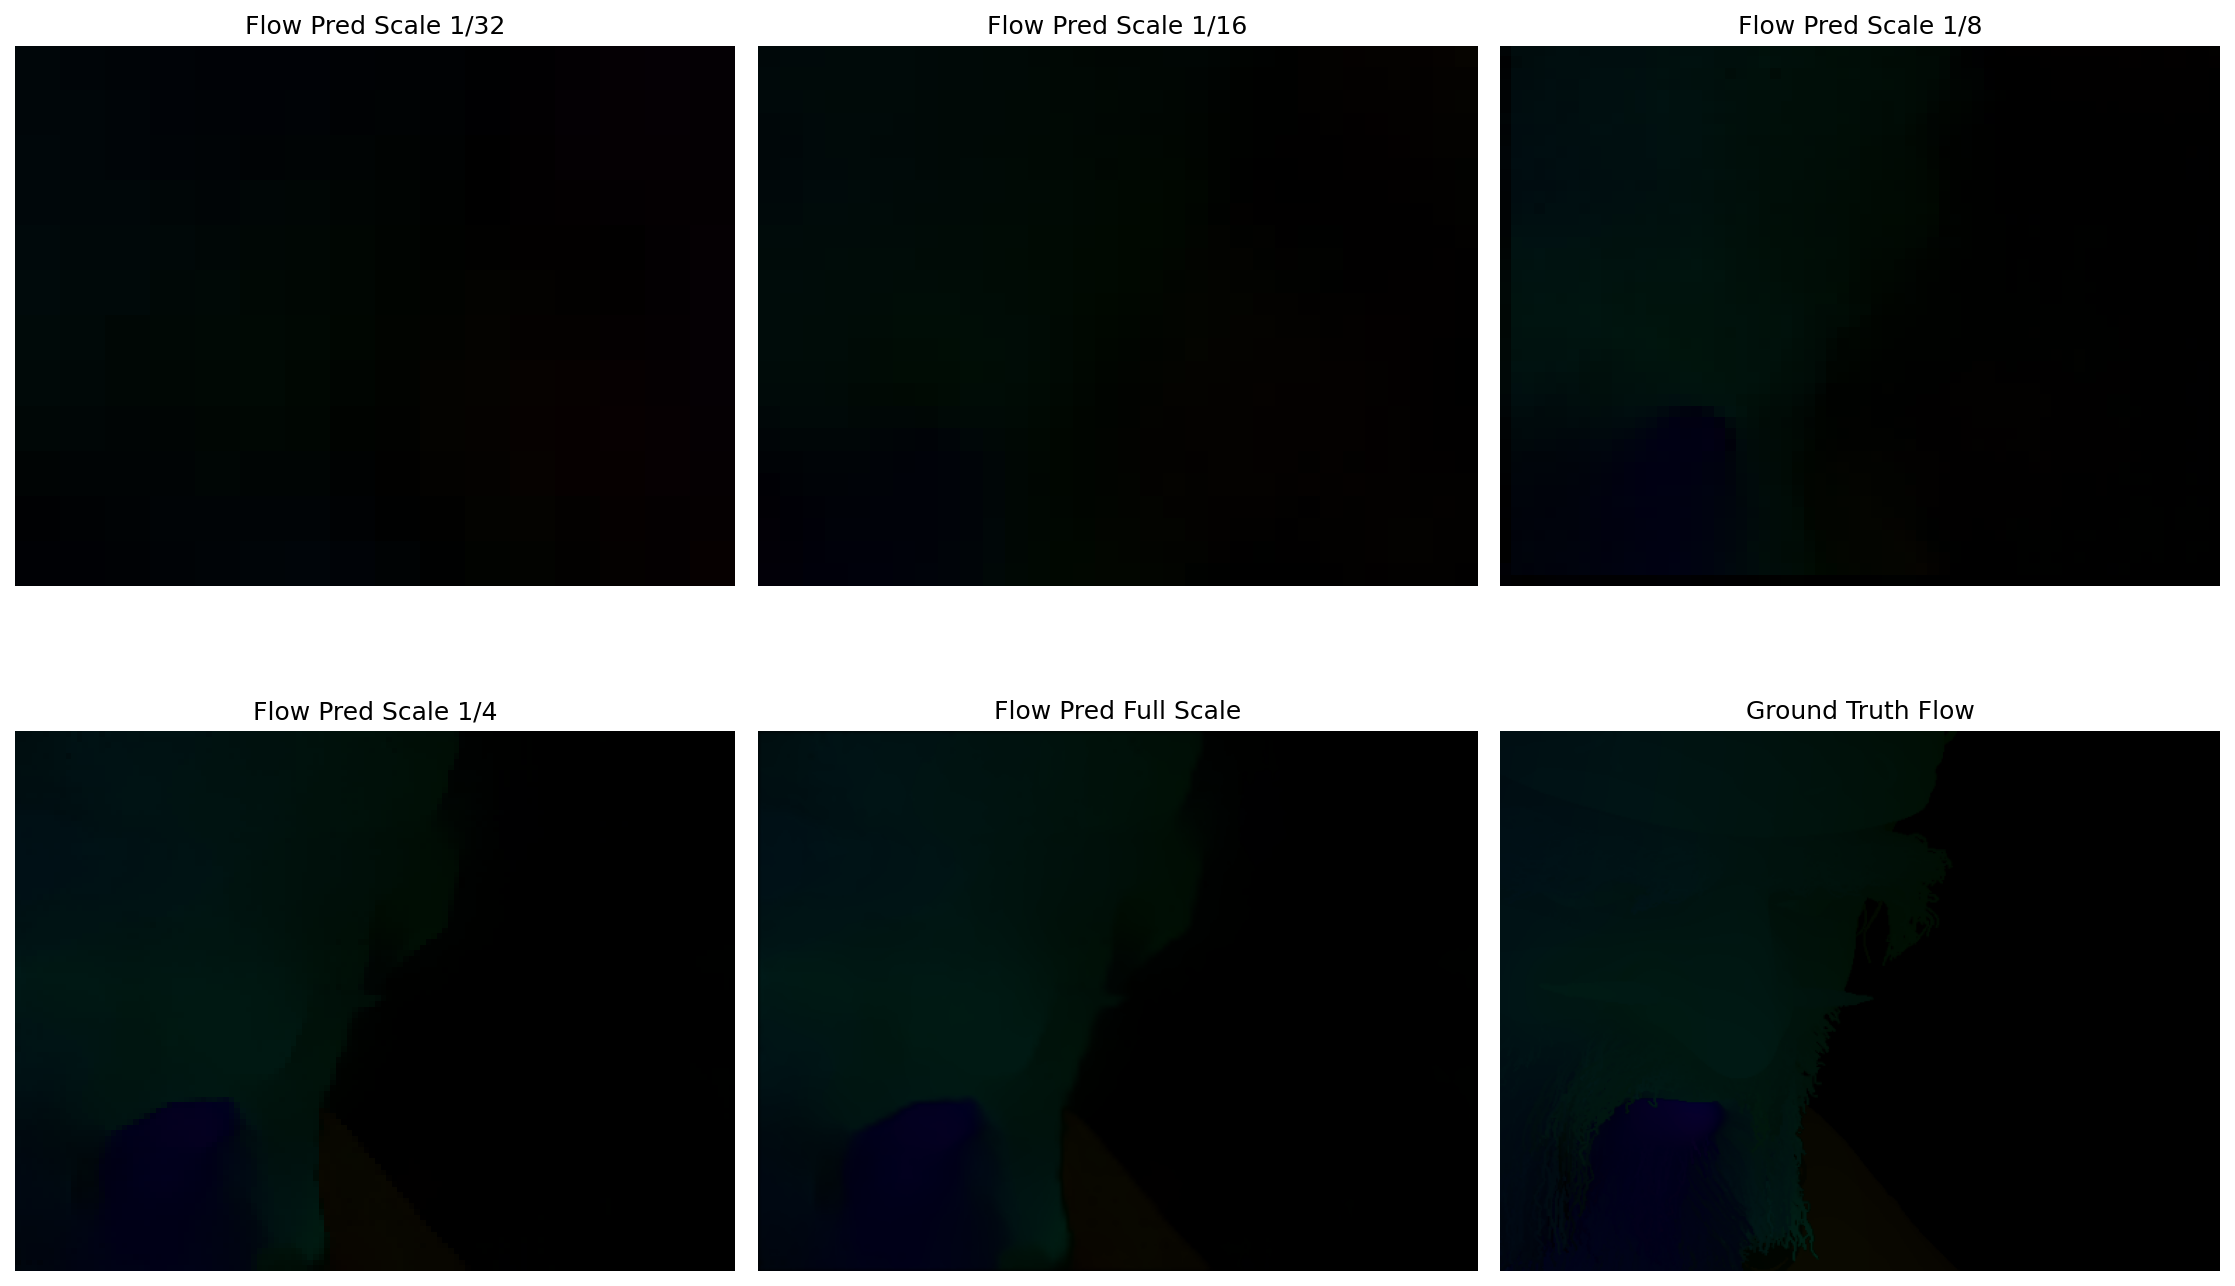 Flow Pred Scale 1/32
Flow Pred Scale 1/16
Flow Pred Scale 1/8
Flow Pred Scale 1/4
Flow Pred Full Scale
Ground Truth Flow